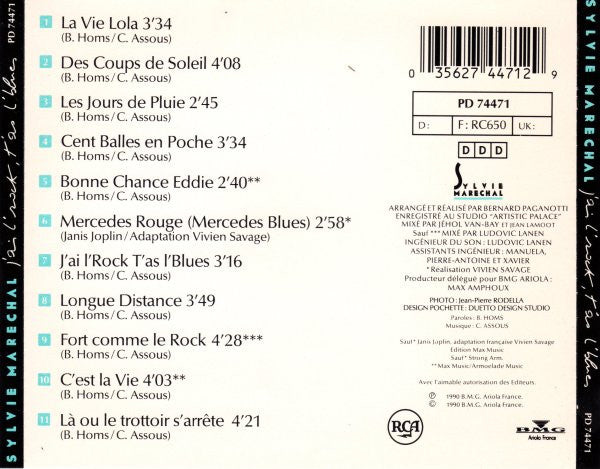 SYLVIE MARECHAL j'ai l'rock, t'as l'blues PD 74471
1 La Vie Lola 3'34
(B. Homs/C. Assous)
2 Des Coups de Soleil 4'08
(B. Homs/C. Assous)
3 Les Jours de Pluie 2'45
(B. Homs/C. Assous)
4 Cent Balles en Poche 3'34
(B. Homs/C. Assous)
5 Bonne Chance Eddie 2'40**
(B. Homs/C. Assous)
6 Mercedes Rouge (Mercedes Blues) 2'58*
(Janis Joplin/Adaptation Vivien Savage)
7 J'ai l'Rock T'as l'Blues 3'16
(B. Homs/C. Assous)
8 Longue Distance 3'49
(B. Homs/C. Assous)
9 Fort comme le Rock 4'28***
(B. Homs/C. Assous)
10 C'est la Vie 4'03**
(B. Homs/C. Assous)
11 Là ou le trottoir s'arrête 4'21
(B. Homs/C. Assous)
0 35627 44712 9
PD 74471
D: F: RC650 UK:
D D D
SYLVIE
MARECHAL
ARRANGÉ ET RÉALISÉ PAR BERNARD PAGANOTTI
ENREGISTRÉ AU STUDIO "ARTISTIC PALACE"
MIXÉ PAR JÉHOL VAN-BAY ET JEAN LAMOOT
Sauf *** MIXÉ PAR LUDOVIC LANEN
INGÉNIEUR DU SON: LUDOVIC LANEN
ASSISTANTS INGÉNIEUR: MANUELA,
PIERRE-ANTOINE ET XAVIER
*Réalisation VIVIEN SAVAGE
Producteur délégué pour BMG ARIOLA:
MAX AMPHOUX
PHOTO: Jean-Pierre RODELLA
DESIGN POCHETTE: DUETTO DESIGN STUDIO
Paroles: B. HOMS
Musique: C. ASSOUS
Sauf* Janis Joplin, adaptation française Vivien Savage.
Edition Max Music
Sauf* Strong Arm.
**Max Music/Armoelade Music
Avec l'aimable autorisation des Editeurs.
℗ 1990 B.M.G. Ariola France.
© 1990 B.M.G. Ariola France.
RCA
BMG
Ariola France
SYLVIE MARECHAL j'ai l'rock, t'as l'blues PD 74471